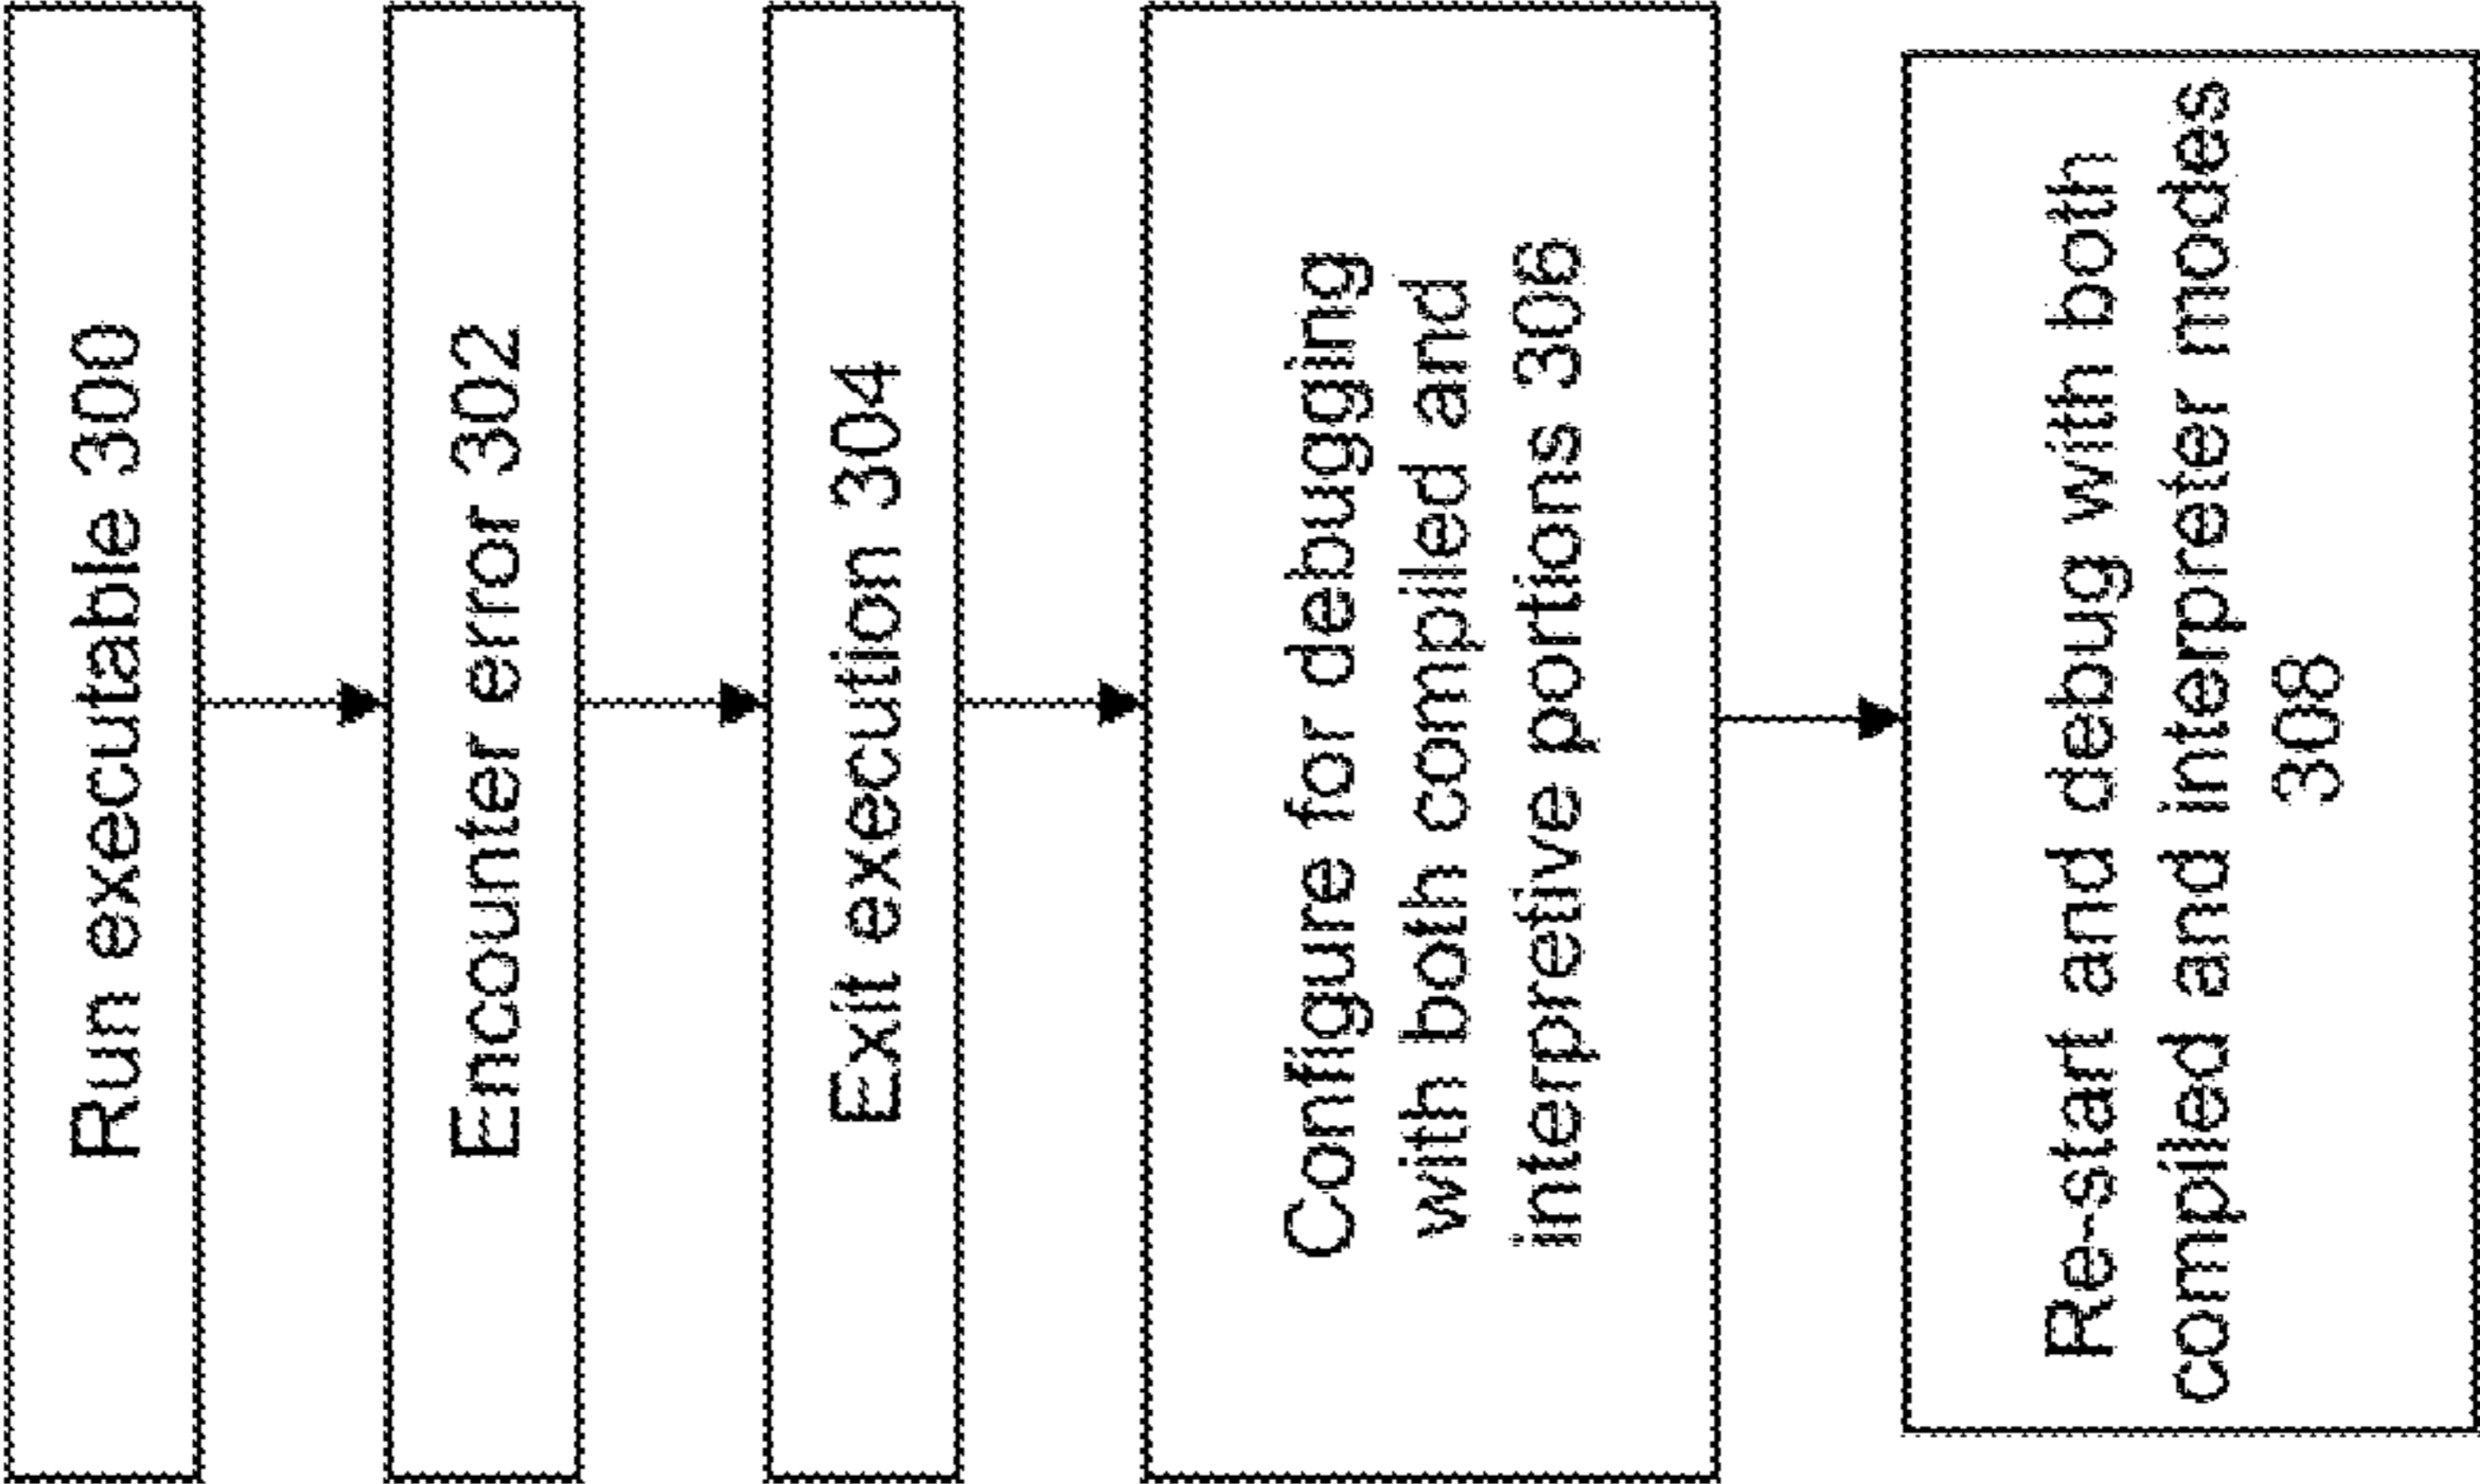 Run executable 300
Encounter error 302
Exit execution 304
Configure for debugging
with both compiled and
interpretive portions 306
Re-start and debug with both
compiled and interpreter modes
308